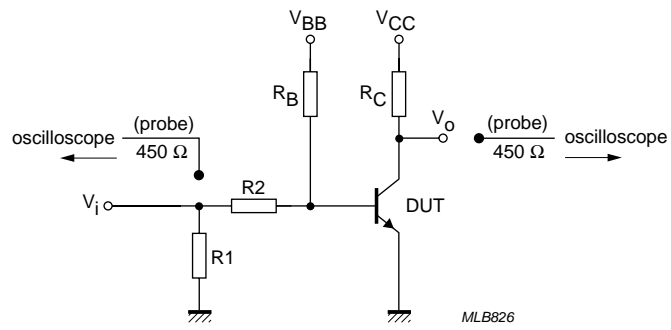 VBB
VCC
RB
RC
Vo
oscilloscope
(probe)
450 Ω
(probe)
450 Ω
oscilloscope
Vi
R2
DUT
R1
MLB826